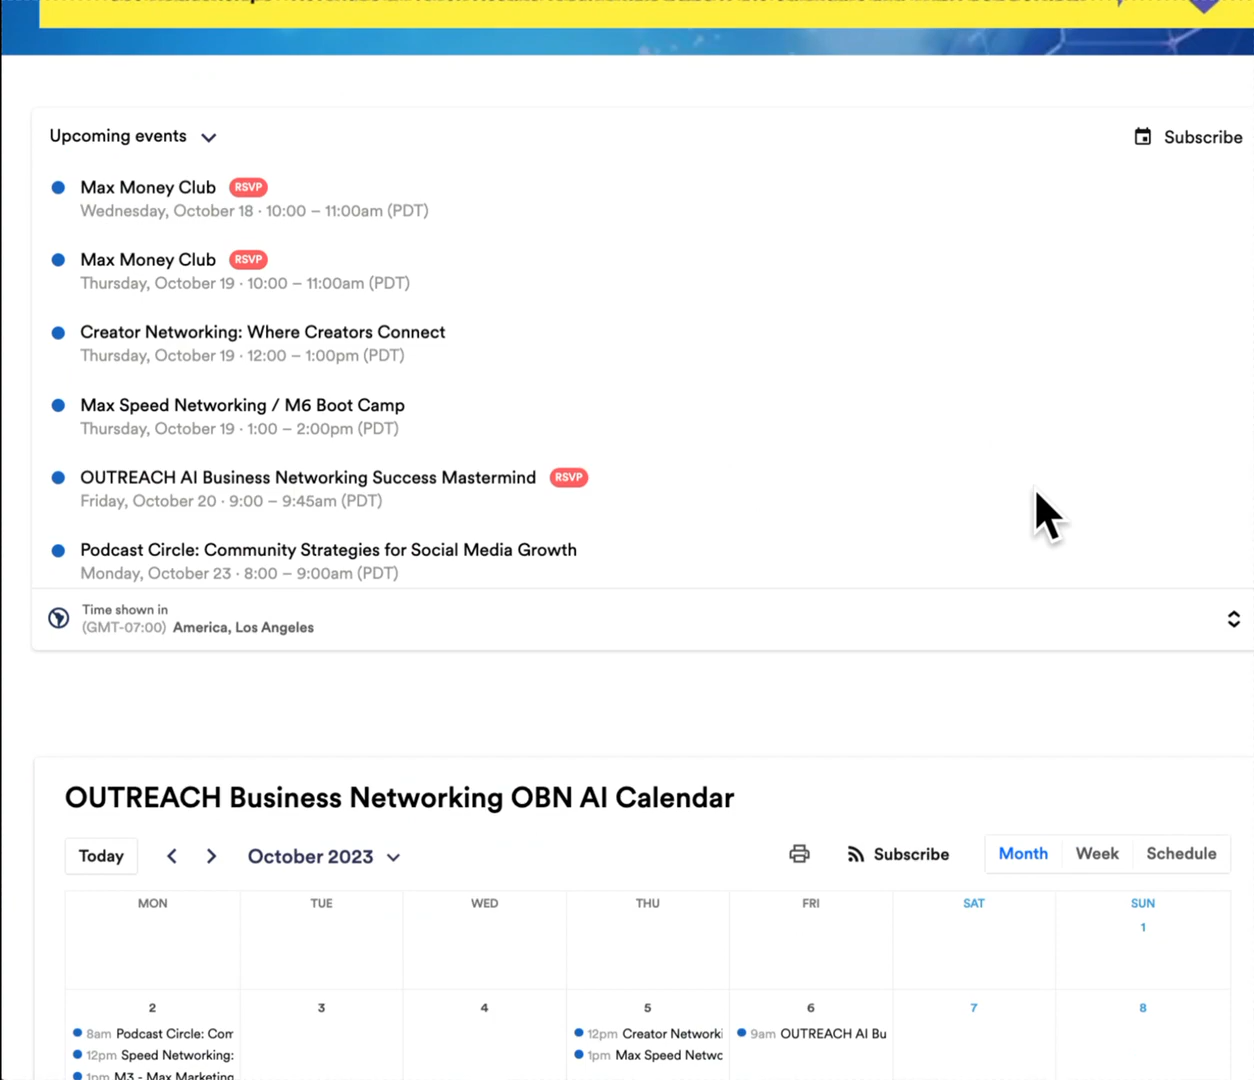 Upcoming events
Subscribe
Max Money Club RSVP
Wednesday, October 18 · 10:00 – 11:00am (PDT)
Max Money Club RSVP
Thursday, October 19 · 10:00 – 11:00am (PDT)
Creator Networking: Where Creators Connect
Thursday, October 19 · 12:00 – 1:00pm (PDT)
Max Speed Networking / M6 Boot Camp
Thursday, October 19 · 1:00 – 2:00pm (PDT)
OUTREACH AI Business Networking Success Mastermind RSVP
Friday, October 20 · 9:00 – 9:45am (PDT)
Podcast Circle: Community Strategies for Social Media Growth
Monday, October 23 · 8:00 – 9:00am (PDT)
Time shown in
(GMT-07:00) America, Los Angeles
OUTREACH Business Networking OBN AI Calendar
Today October 2023 Subscribe Month Week Schedule
MON TUE WED THU FRI SAT SUN
1
2 3 4 5 6 7 8
8am Podcast Circle: Com 12pm Creator Networki 9am OUTREACH AI Bu
12pm Speed Networking: 1pm Max Speed Netwc
1pm M3 - Max Marketing